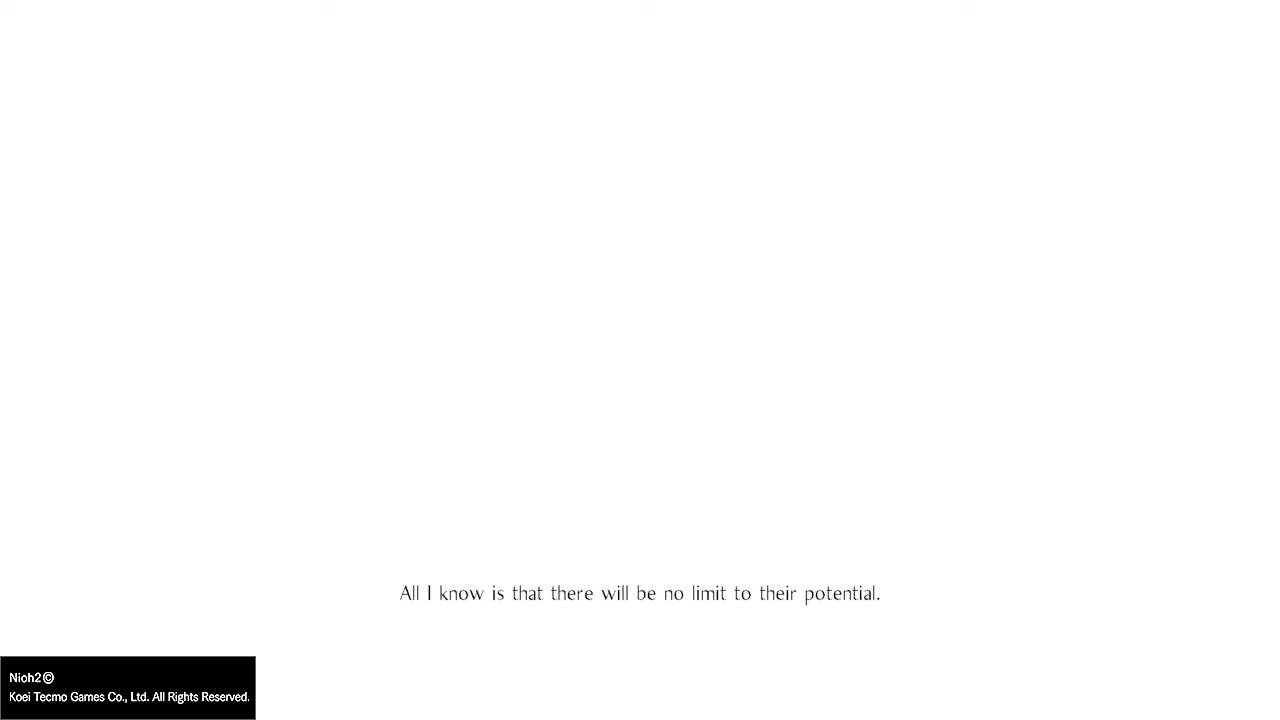 All I know is that there will be no limit to their potential.
Nioh2©
Koei Tecmo Games Co., Ltd. All Rights Reserved.